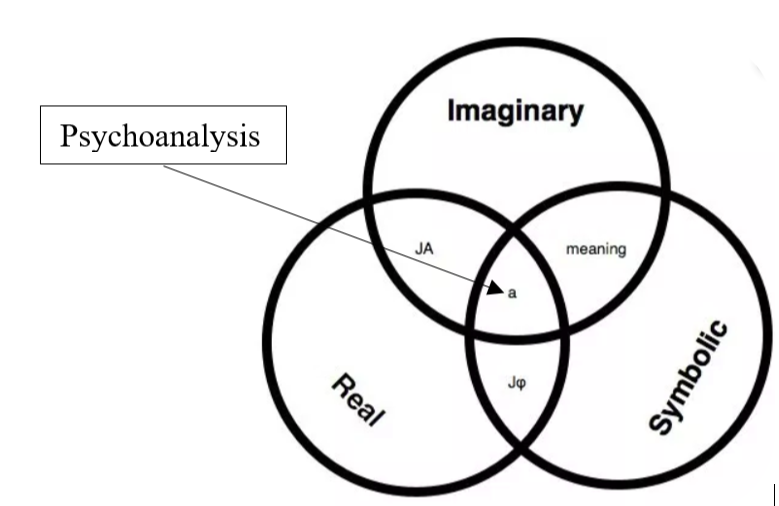 Imaginary
Psychoanalysis
JA
meaning
a
Jφ
Real
Symbolic